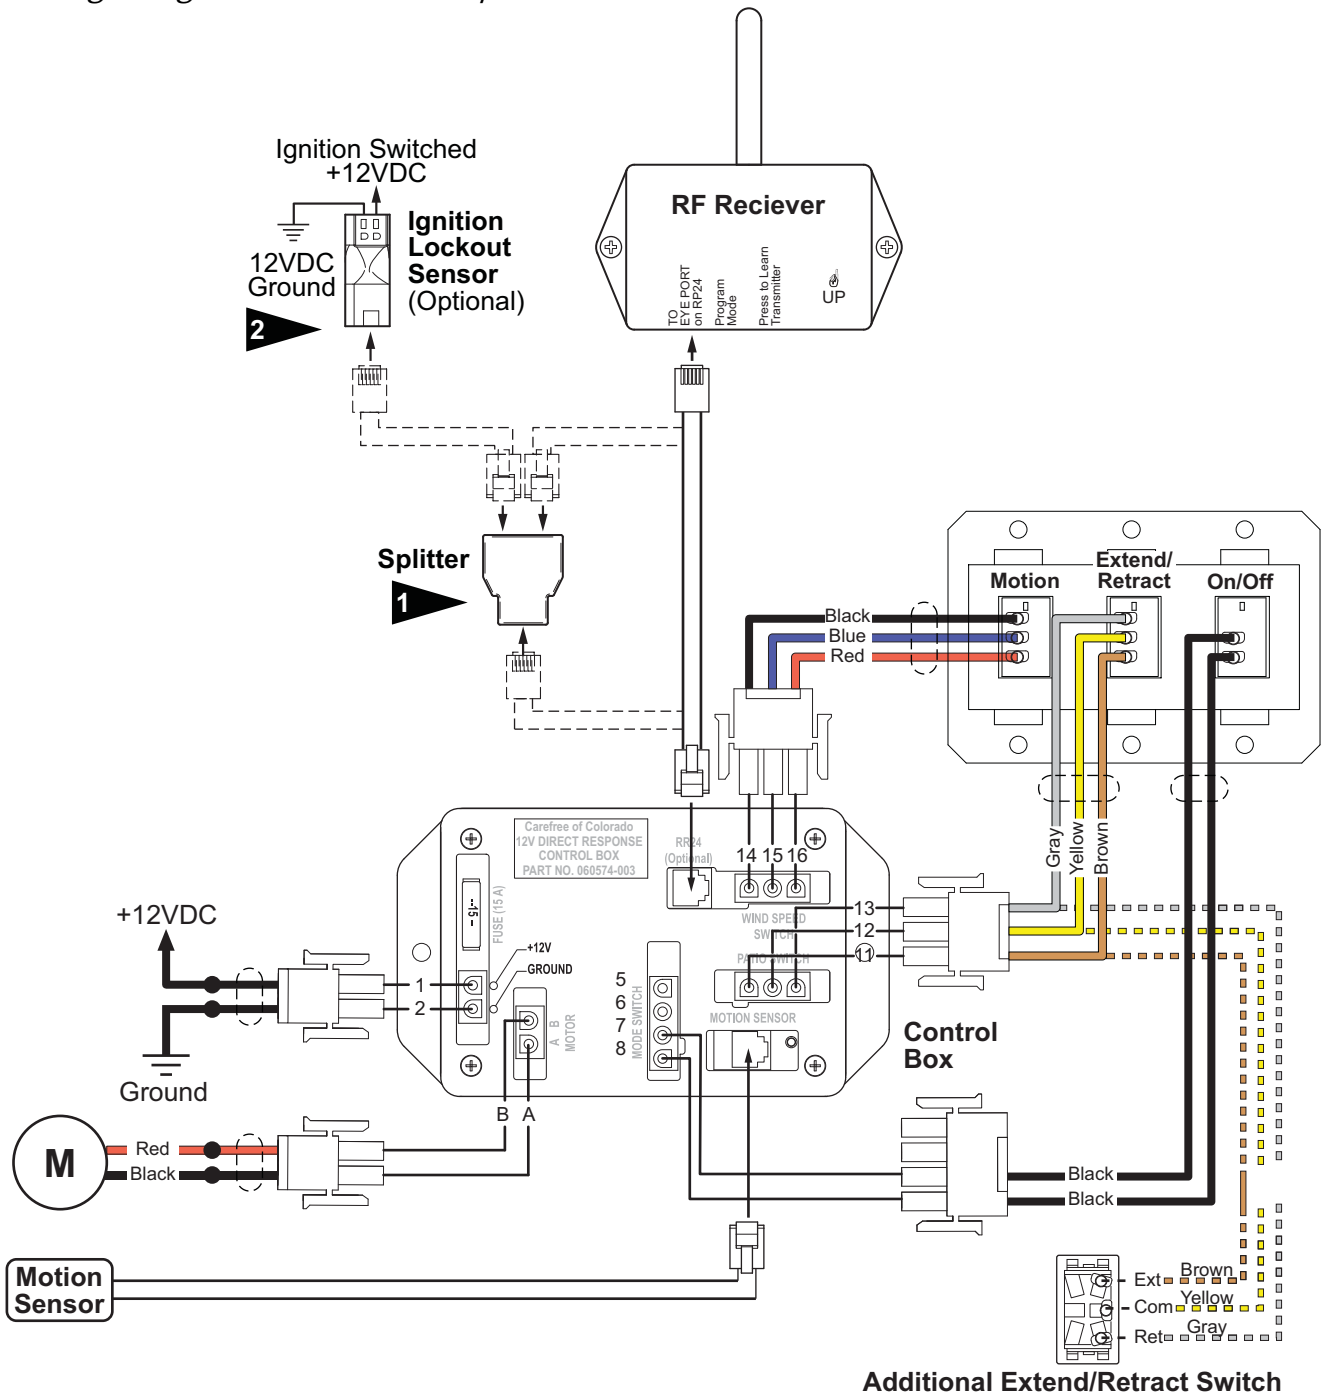 Ignition Switched
+12VDC
Ignition
Lockout
Sensor
(Optional)
12VDC
Ground
2
RF Reciever
TO
EYE PORT
on RP24
Program
Mode
Press to Learn
Transmitter
UP
Splitter
1
Motion
Extend/
Retract
On/Off
Black
Blue
Red
Gray
Yellow
Brown
Carefree of Colorado
12V DIRECT RESPONSE
CONTROL BOX
PART NO. 060574-003
RR24
(Optional)
14 15 16
WIND SPEED
SWITCH
13
12
11
PATIO SWITCH
FUSE (15 A)
--15--
+12V
GROUND
+12VDC
1
2
Ground
B
A
MOTOR
5
6
7
8
MODE SWITCH
MOTION SENSOR
Control
Box
B A
M
Red
Black
Black
Black
Motion
Sensor
Ext
Brown
Com
Yellow
Ret
Gray
Additional Extend/Retract Switch